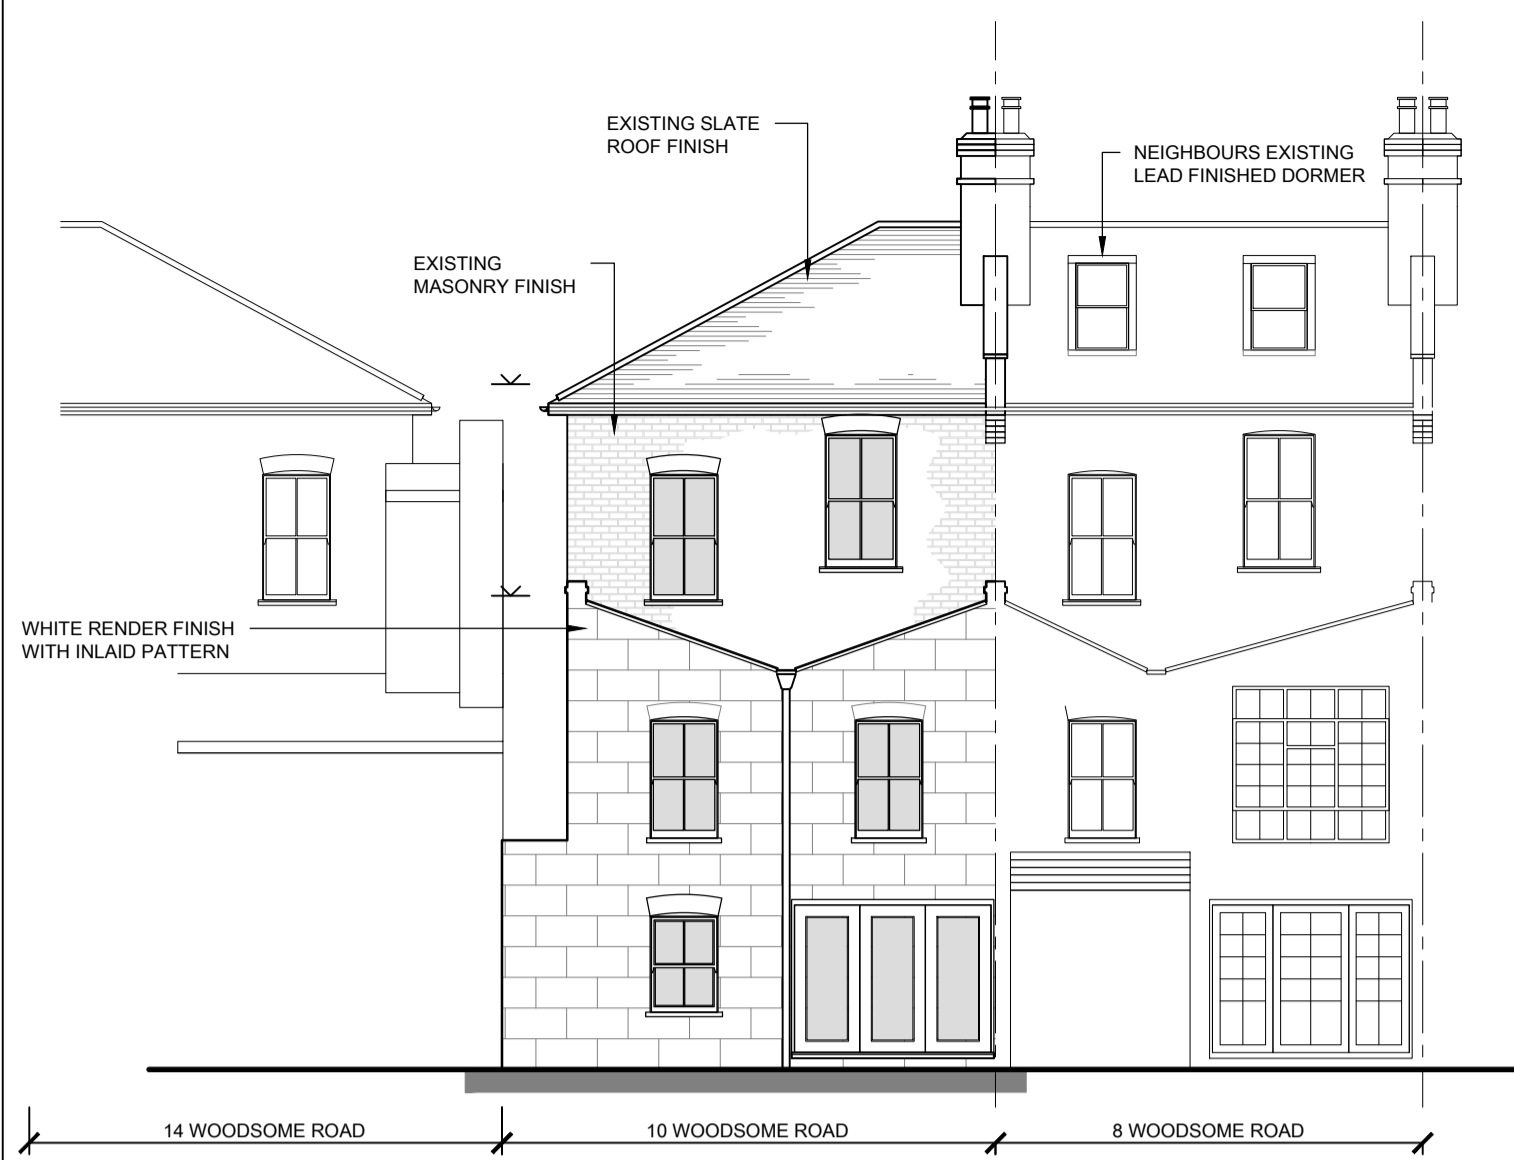 EXISTING SLATE
ROOF FINISH
NEIGHBOURS EXISTING
LEAD FINISHED DORMER
EXISTING
MASONRY FINISH
WHITE RENDER FINISH
WITH INLAID PATTERN
14 WOODSOME ROAD
10 WOODSOME ROAD
8 WOODSOME ROAD